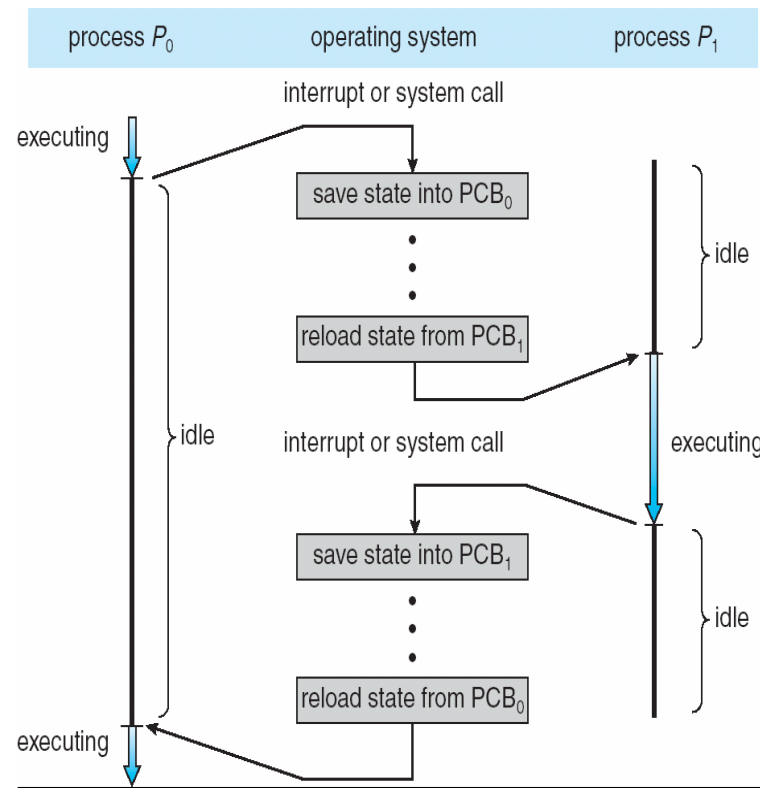 process P₀ operating system process P₁
interrupt or system call
executing
save state into PCB₀
idle
reload state from PCB₁
idle
interrupt or system call
executing
save state into PCB₁
idle
reload state from PCB₀
executing